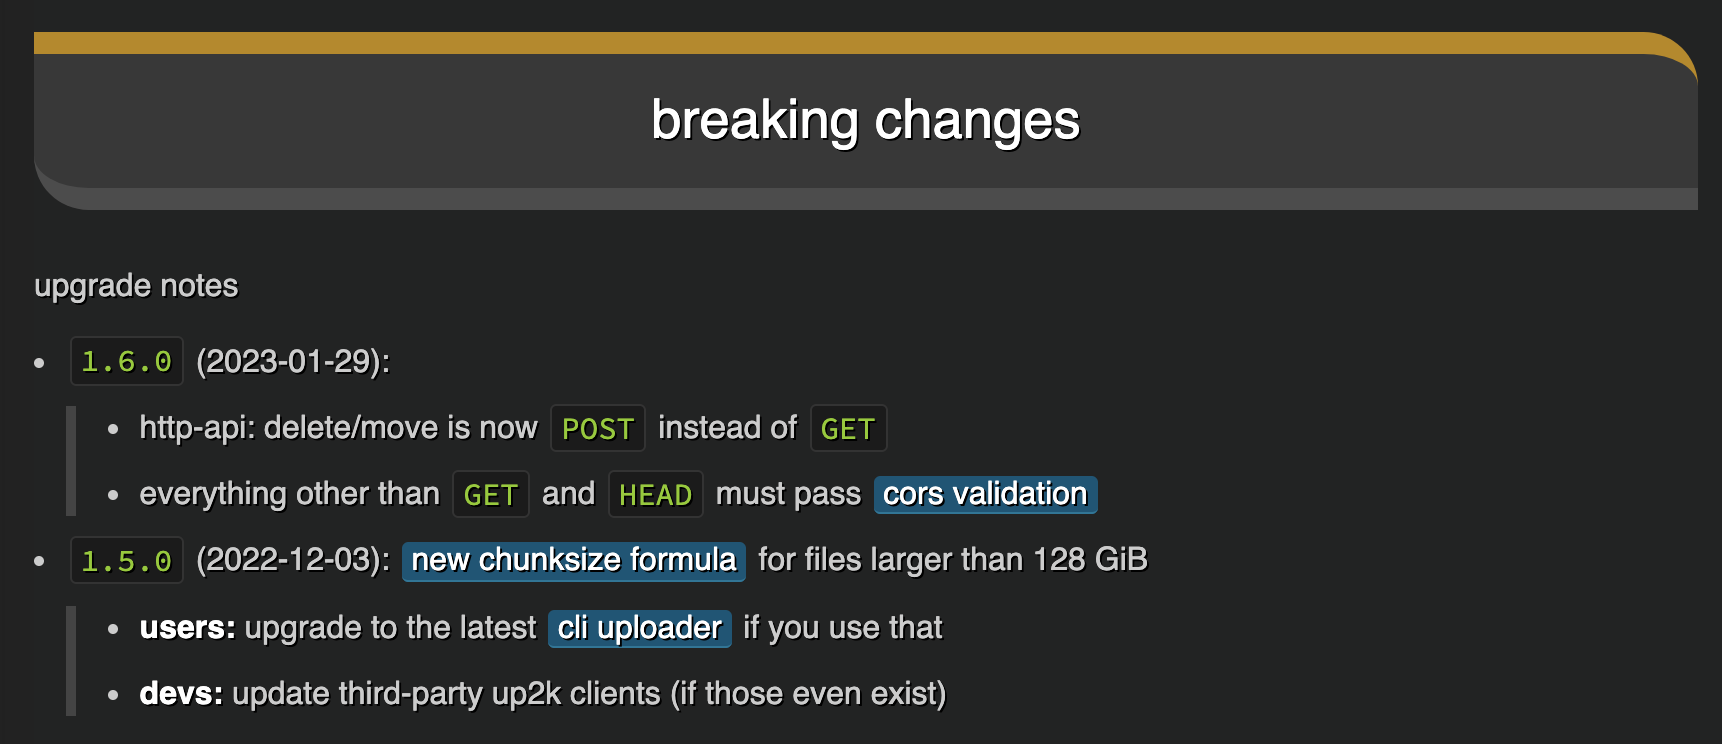 breaking changes
upgrade notes
• 1.6.0 (2023-01-29):
• http-api: delete/move is now POST instead of GET
• everything other than GET and HEAD must pass cors validation
• 1.5.0 (2022-12-03): new chunksize formula for files larger than 128 GiB
• users: upgrade to the latest cli uploader if you use that
• devs: update third-party up2k clients (if those even exist)